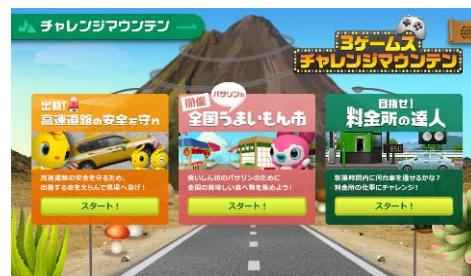 チャレンジマウンテン
3ゲームズ
チャレンジマウンテン
出動!
高速道路の安全を守れ
高速道路の安全を守るため、
出動する車をえらんで現場へ急げ!
スタート!
開催
パサリンの
全国うまいもん市
食いしん坊のパサリンのために
全国の美味しい食べ物を集めよう!
スタート!
目指せ!
料金所の達人
制限時間内に何台車を通せるかな?
料金所の仕事にチャレンジ!
スタート!